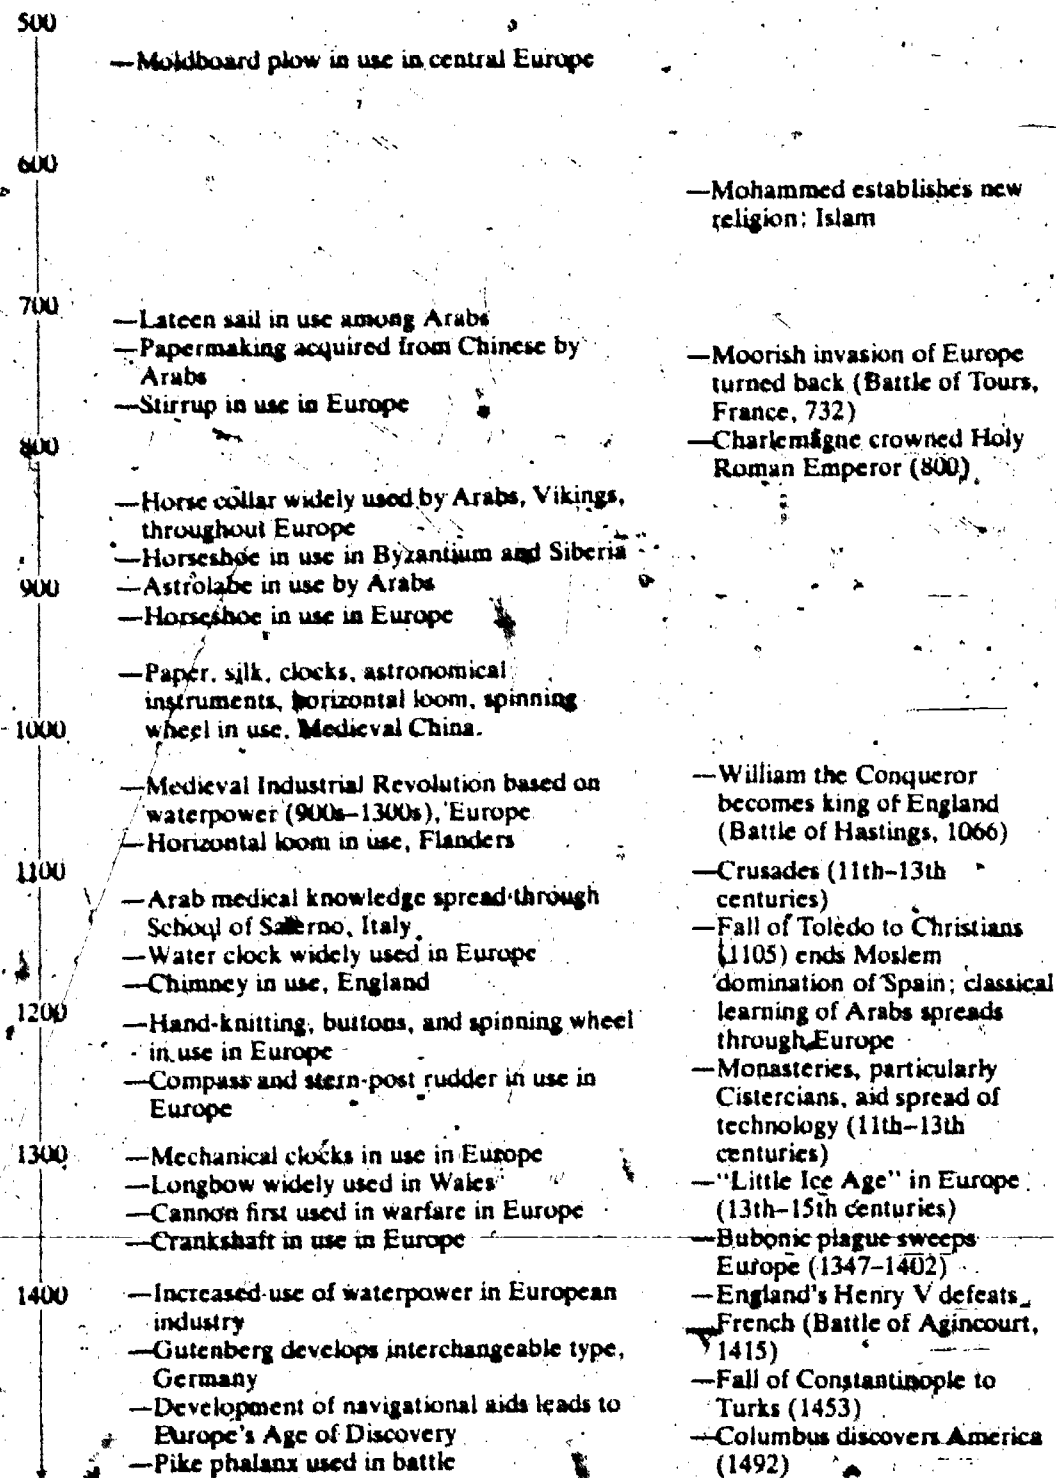 500
—Moldboard plow in use in central Europe
600
—Mohammed establishes new
religion; Islam
700
—Lateen sail in use among Arabs
—Papermaking acquired from Chinese by
Arabs
—Stirrup in use in Europe
—Moorish invasion of Europe
turned back (Battle of Tours,
France, 732)
800
—Charlemagne crowned Holy
Roman Emperor (800)
—Horse collar widely used by Arabs, Vikings,
throughout Europe
—Horseshoe in use in Byzantium and Siberia
900
—Astrolabe in use by Arabs
—Horseshoe in use in Europe
—Paper, silk, clocks, astronomical
instruments, horizontal loom, spinning
wheel in use, Medieval China.
1000
—Medieval Industrial Revolution based on
waterpower (900s–1300s), Europe
—Horizontal loom in use, Flanders
—William the Conqueror
becomes king of England
(Battle of Hastings, 1066)
1100
—Arab medical knowledge spread through
School of Salerno, Italy
—Water clock widely used in Europe
—Chimney in use, England
—Crusades (11th–13th
centuries)
—Fall of Toledo to Christians
(1105) ends Moslem
domination of Spain; classical
learning of Arabs spreads
through Europe
1200
—Hand-knitting, buttons, and spinning wheel
in use in Europe
—Compass and stern-post rudder in use in
Europe
—Monasteries, particularly
Cistercians, aid spread of
technology (11th–13th
centuries)
1300
—Mechanical clocks in use in Europe
—Longbow widely used in Wales
—Cannon first used in warfare in Europe
—Crankshaft in use in Europe
—"Little Ice Age" in Europe
(13th–15th centuries)
—Bubonic plague sweeps
Europe (1347–1402)
1400
—Increased use of waterpower in European
industry
—Gutenberg develops interchangeable type,
Germany
—Development of navigational aids leads to
Europe's Age of Discovery
—Pike phalanx used in battle
—England's Henry V defeats
French (Battle of Agincourt,
1415)
—Fall of Constantinople to
Turks (1453)
—Columbus discovers America
(1492)